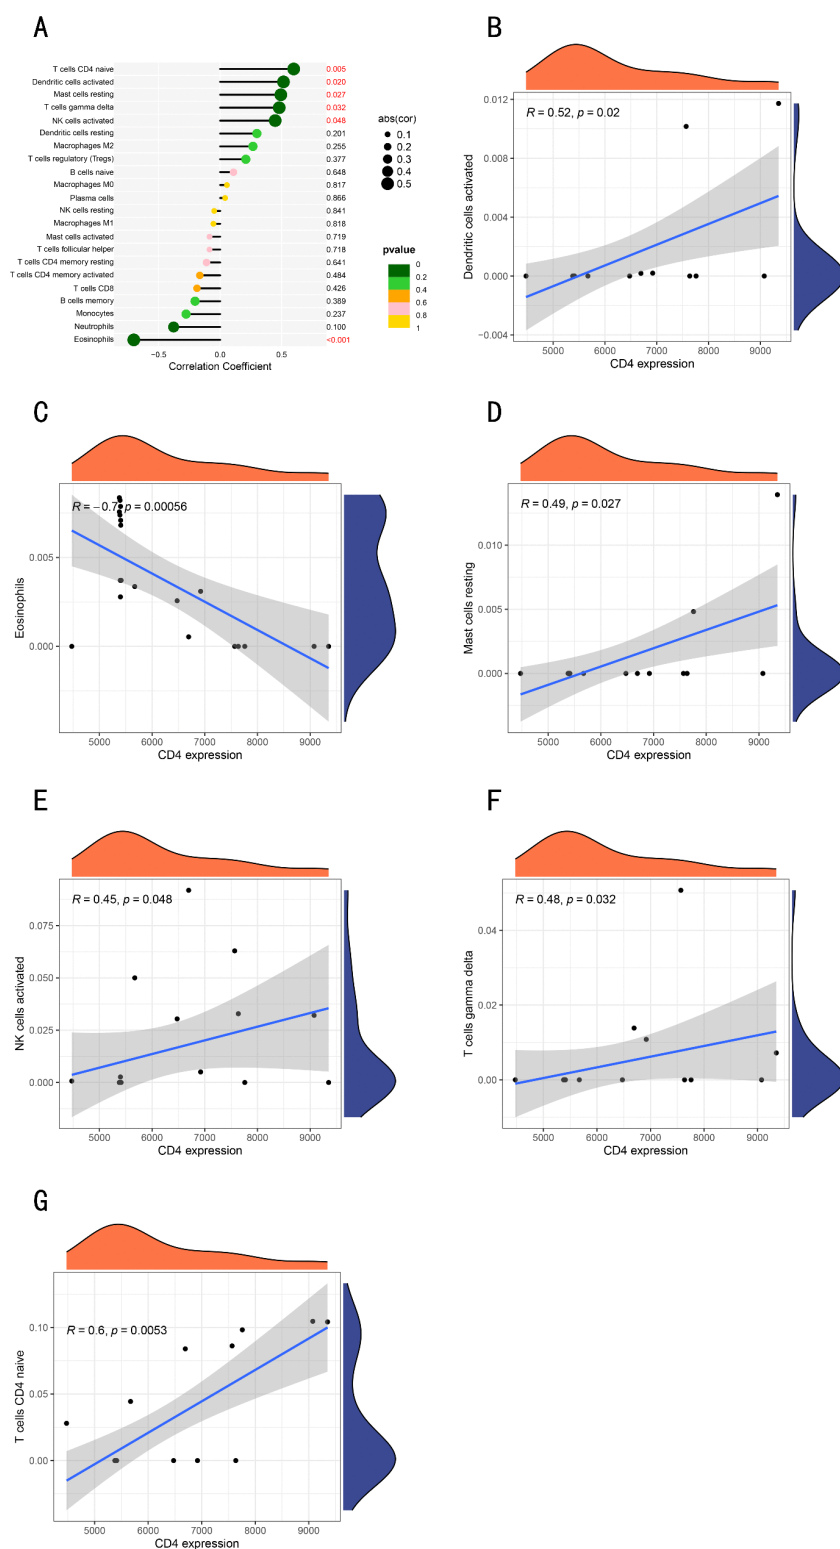 A
T cells CD4 naive 0.005
Dendritic cells activated 0.020
Mast cells resting 0.027
T cells gamma delta 0.032
NK cells activated 0.048
Dendritic cells resting 0.201
Macrophages M2 0.255
T cells regulatory (Tregs) 0.377
B cells naive 0.648
Macrophages M0 0.817
Plasma cells 0.866
NK cells resting 0.841
Macrophages M1 0.818
Mast cells activated 0.719
T cells follicular helper 0.718
T cells CD4 memory resting 0.641
T cells CD4 memory activated 0.484
T cells CD8 0.426
B cells memory 0.389
Monocytes 0.237
Neutrophils 0.100
Eosinophils <0.001
−0.5 0.0 0.5
Correlation Coefficient
abs(cor)
0.1
0.2
0.3
0.4
0.5
pvalue
0
0.2
0.4
0.6
0.8
1
B
R = 0.52, p = 0.02
Dendritic cells activated
0.012
0.008
0.004
0.000
−0.004
5000 6000 7000 8000 9000
CD4 expression
C
R = −0.7, p = 0.00056
Eosinophils
0.005
0.000
5000 6000 7000 8000 9000
CD4 expression
D
R = 0.49, p = 0.027
Mast cells resting
0.010
0.005
0.000
5000 6000 7000 8000 9000
CD4 expression
E
R = 0.45, p = 0.048
NK cells activated
0.075
0.050
0.025
0.000
5000 6000 7000 8000 9000
CD4 expression
F
R = 0.48, p = 0.032
T cells gamma delta
0.04
0.02
0.00
5000 6000 7000 8000 9000
CD4 expression
G
R = 0.6, p = 0.0053
T cells CD4 naive
0.10
0.05
0.00
5000 6000 7000 8000 9000
CD4 expression